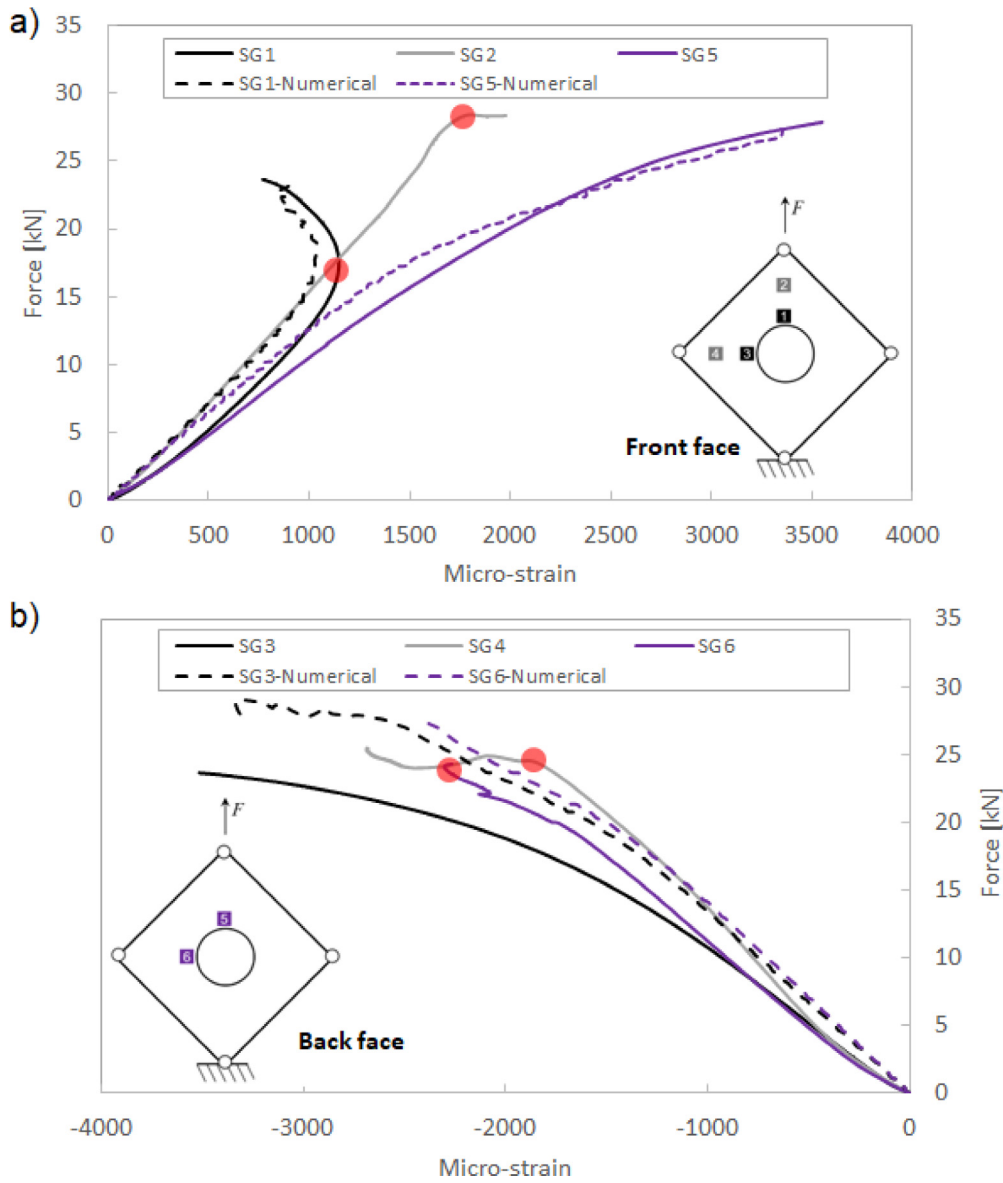 a)
35
30
25
20
15
10
5
0
Force [kN]
SG1 SG2 SG5
SG1-Numerical SG5-Numerical
F
2
1
4 3
Front face
0 500 1000 1500 2000 2500 3000 3500 4000
Micro-strain
b)
SG3 SG4 SG6
SG3-Numerical SG6-Numerical
35
30
25
20
15
10
5
0
Force [kN]
F
5
6
Back face
-4000 -3000 -2000 -1000 0
Micro-strain